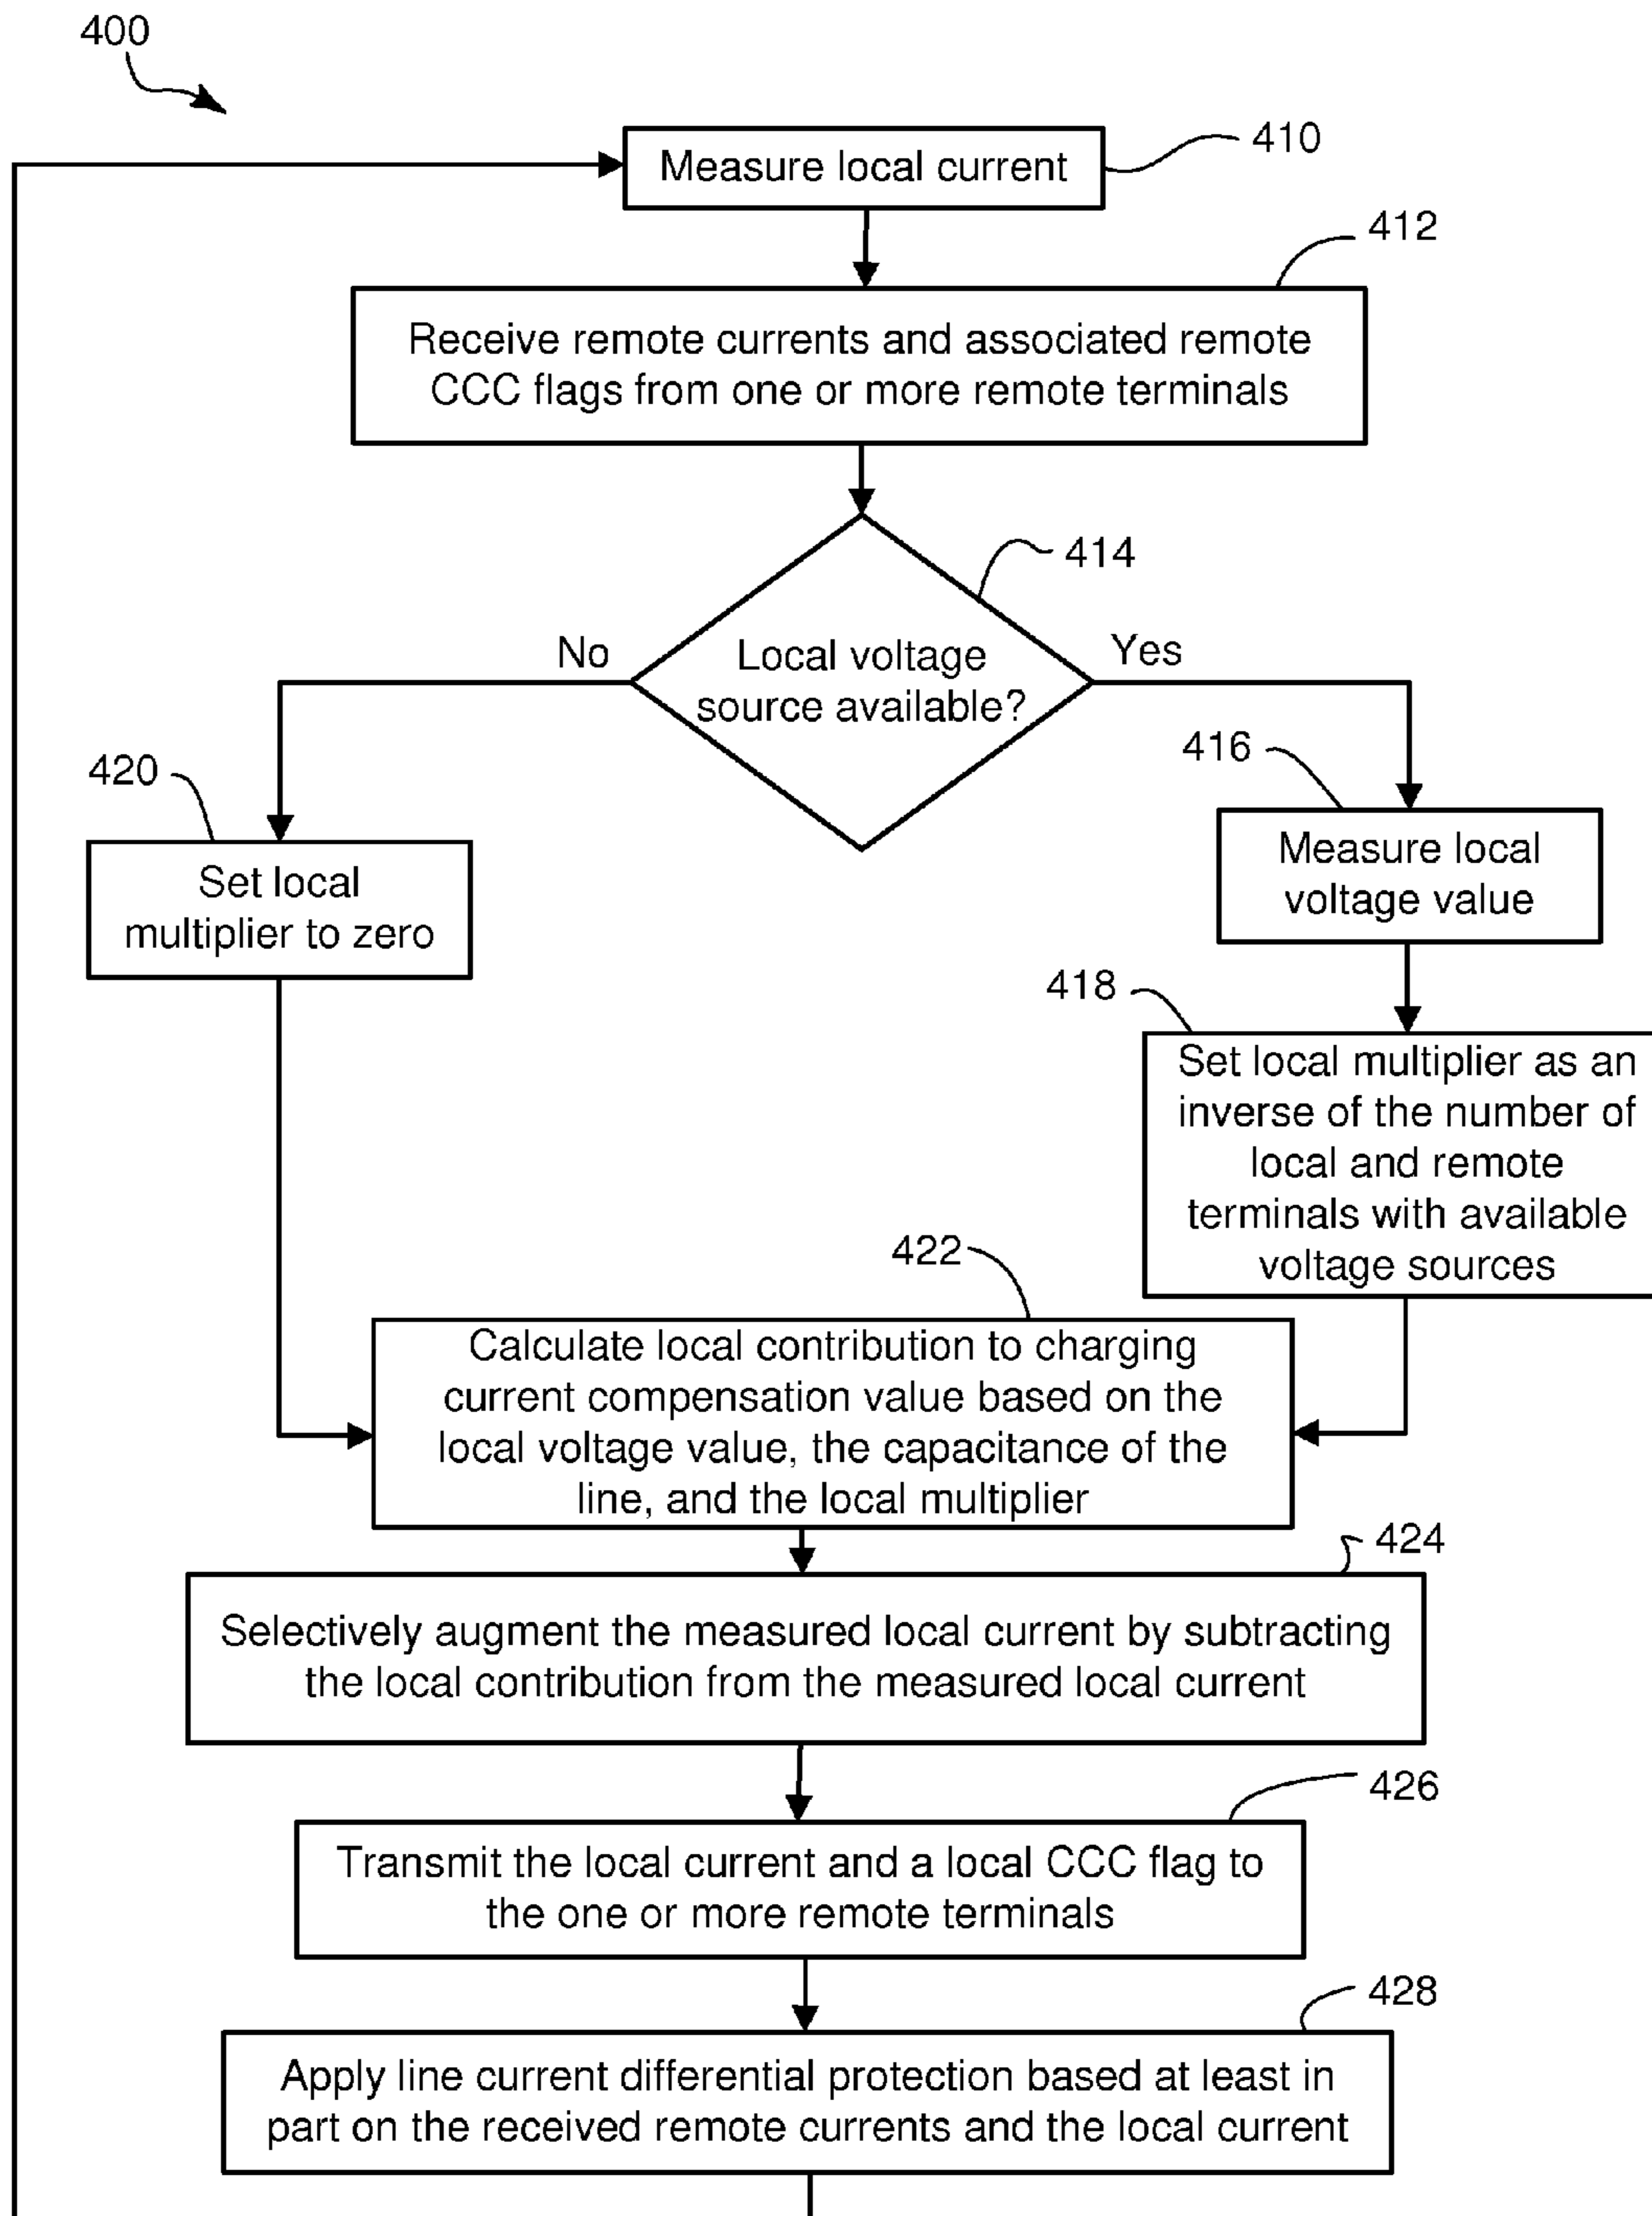 400
Measure local current
410
412
Receive remote currents and associated remote
CCC flags from one or more remote terminals
414
No
Local voltage
source available?
Yes
416
420
Measure local
voltage value
Set local
multiplier to zero
418
Set local multiplier as an
inverse of the number of
local and remote
terminals with available
voltage sources
422
Calculate local contribution to charging
current compensation value based on the
local voltage value, the capacitance of the
line, and the local multiplier
424
Selectively augment the measured local current by subtracting
the local contribution from the measured local current
426
Transmit the local current and a local CCC flag to
the one or more remote terminals
428
Apply line current differential protection based at least in
part on the received remote currents and the local current